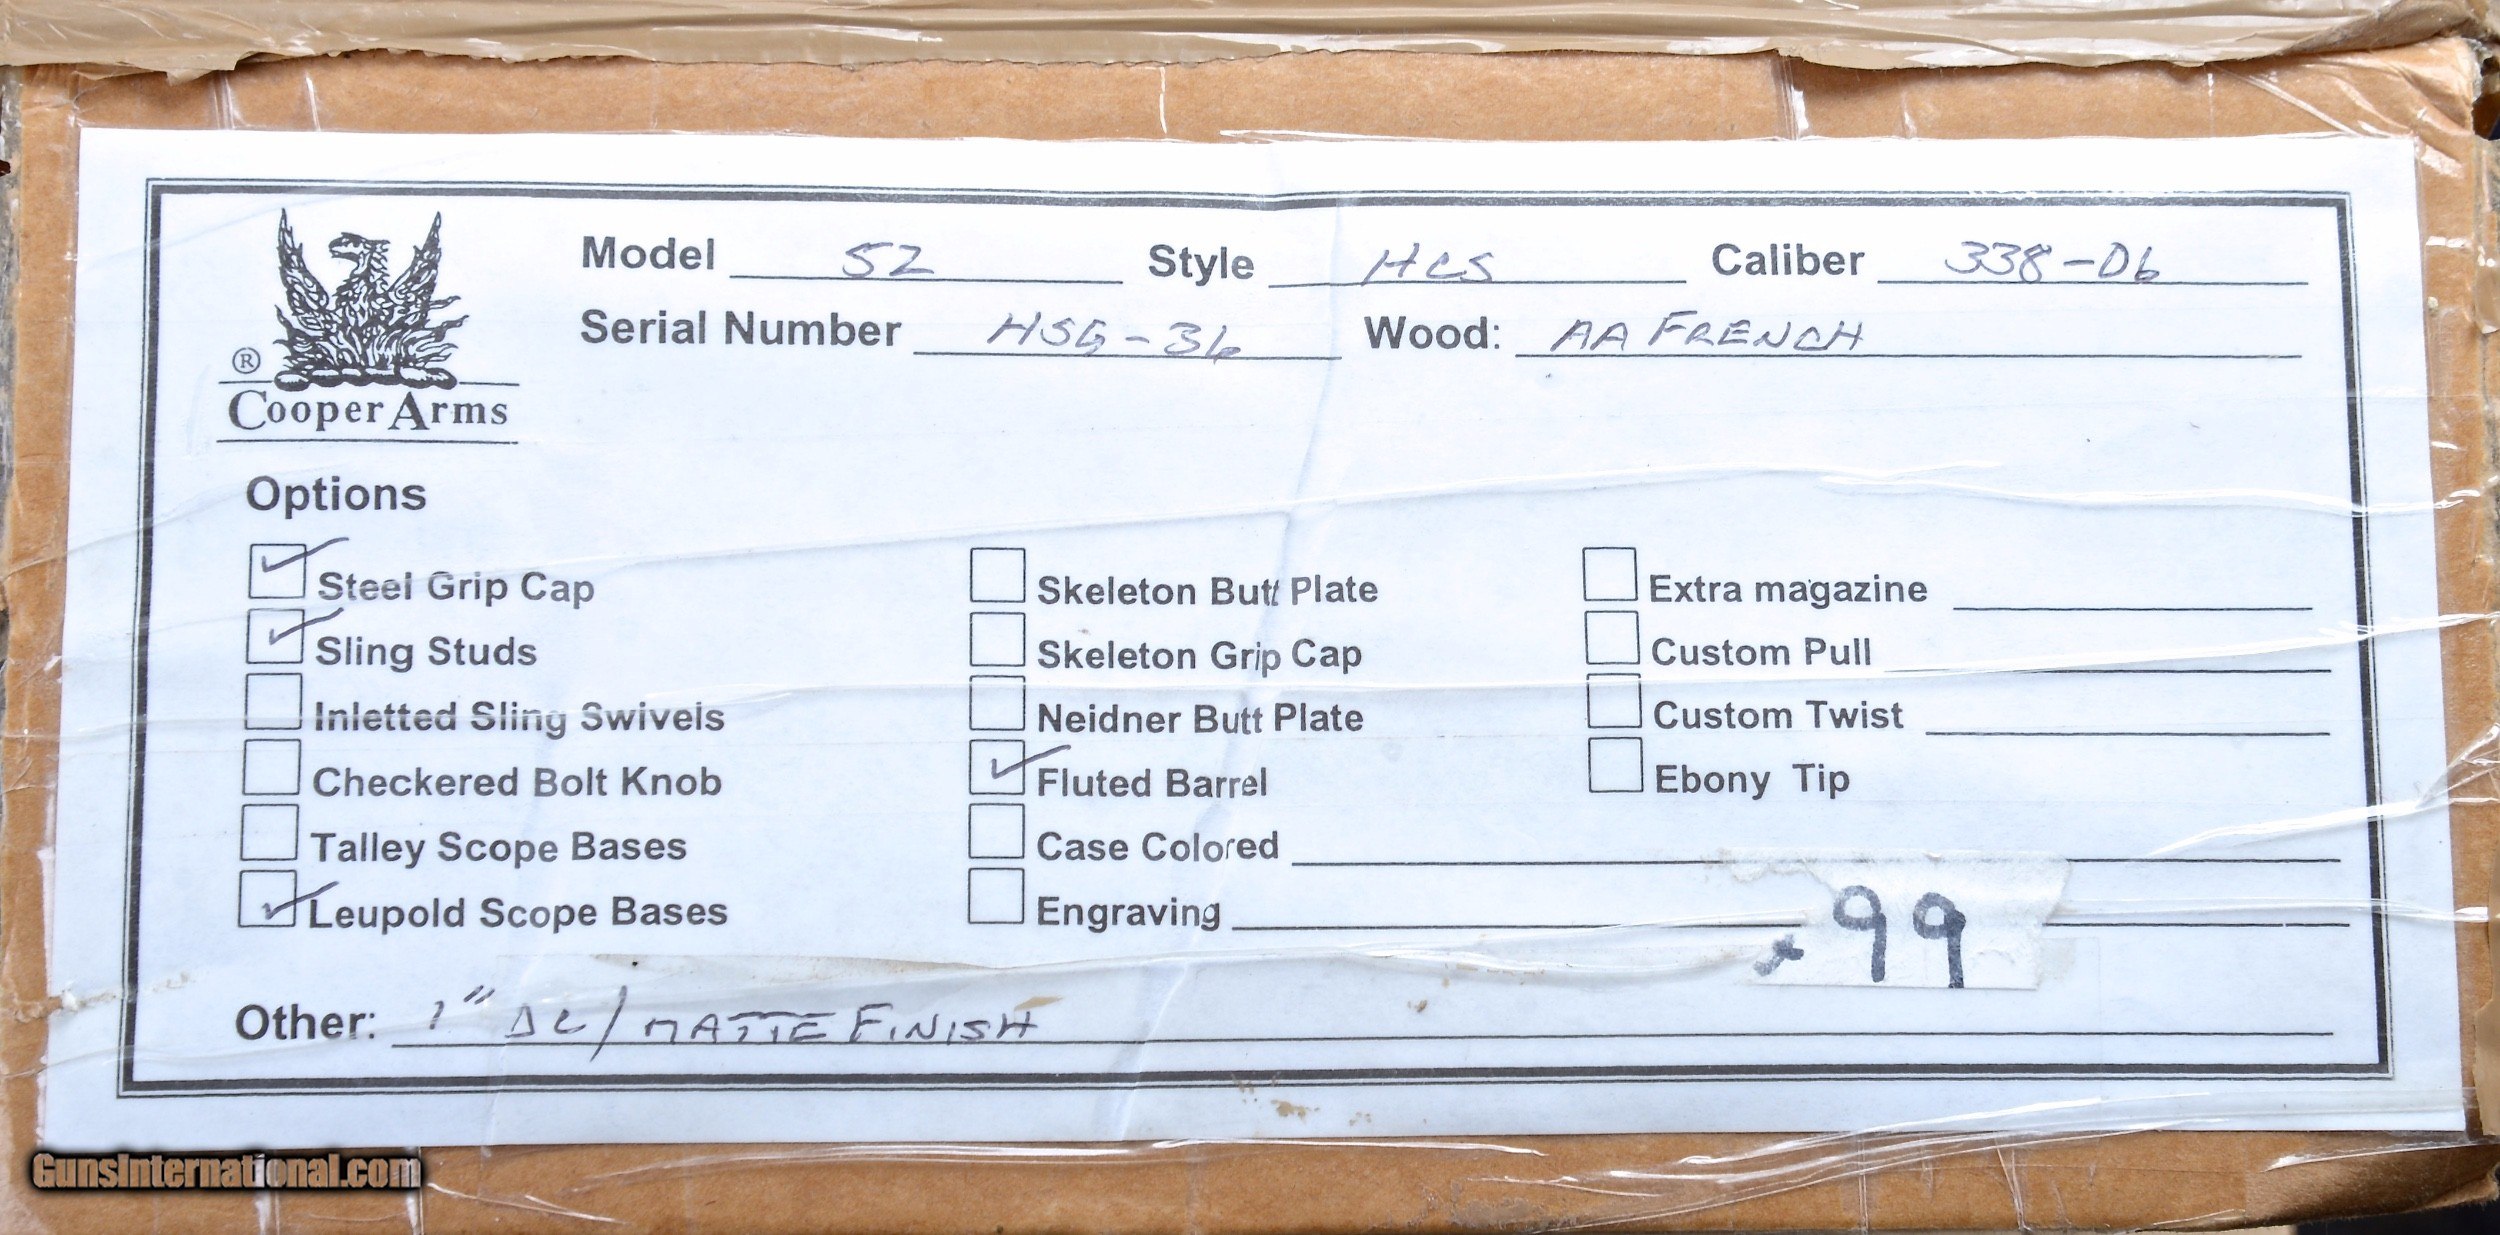 Model 52 Style HCS Caliber 338-06
Serial Number HSG-36 Wood: AA FRENCH
®
Cooper Arms
Options
Steel Grip Cap Skeleton Butt Plate Extra magazine
Sling Studs Skeleton Grip Cap Custom Pull
Inletted Sling Swivels Neidner Butt Plate Custom Twist
Checkered Bolt Knob Fluted Barrel Ebony Tip
Talley Scope Bases Case Colored
Leupold Scope Bases Engraving
99
Other: 1" DC / MATTE FINISH
GunsInternational.com